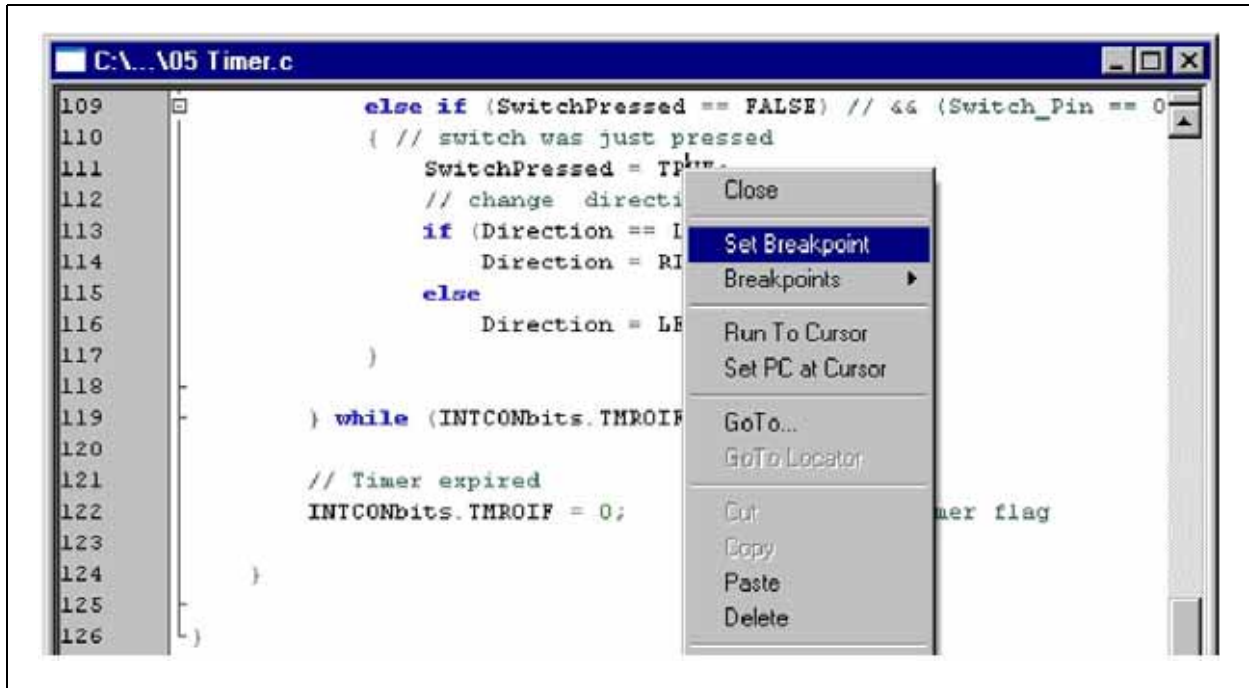 C:\...\05 Timer.c
109 else if (SwitchPressed == FALSE) // && (Switch_Pin == 0
110 { // switch was just pressed
111 SwitchPressed = TRUE;
112 // change directi
113 if (Direction == L
114 Direction = RI
115 else
116 Direction = LE
117 }
118
119 } while (INTCONbits.TMR0IF
120
121 // Timer expired
122 INTCONbits.TMR0IF = 0; mer flag
123
124 }
125
126 }
Close
Set Breakpoint
Breakpoints
Run To Cursor
Set PC at Cursor
GoTo...
GoTo Locator
Cut
Copy
Paste
Delete